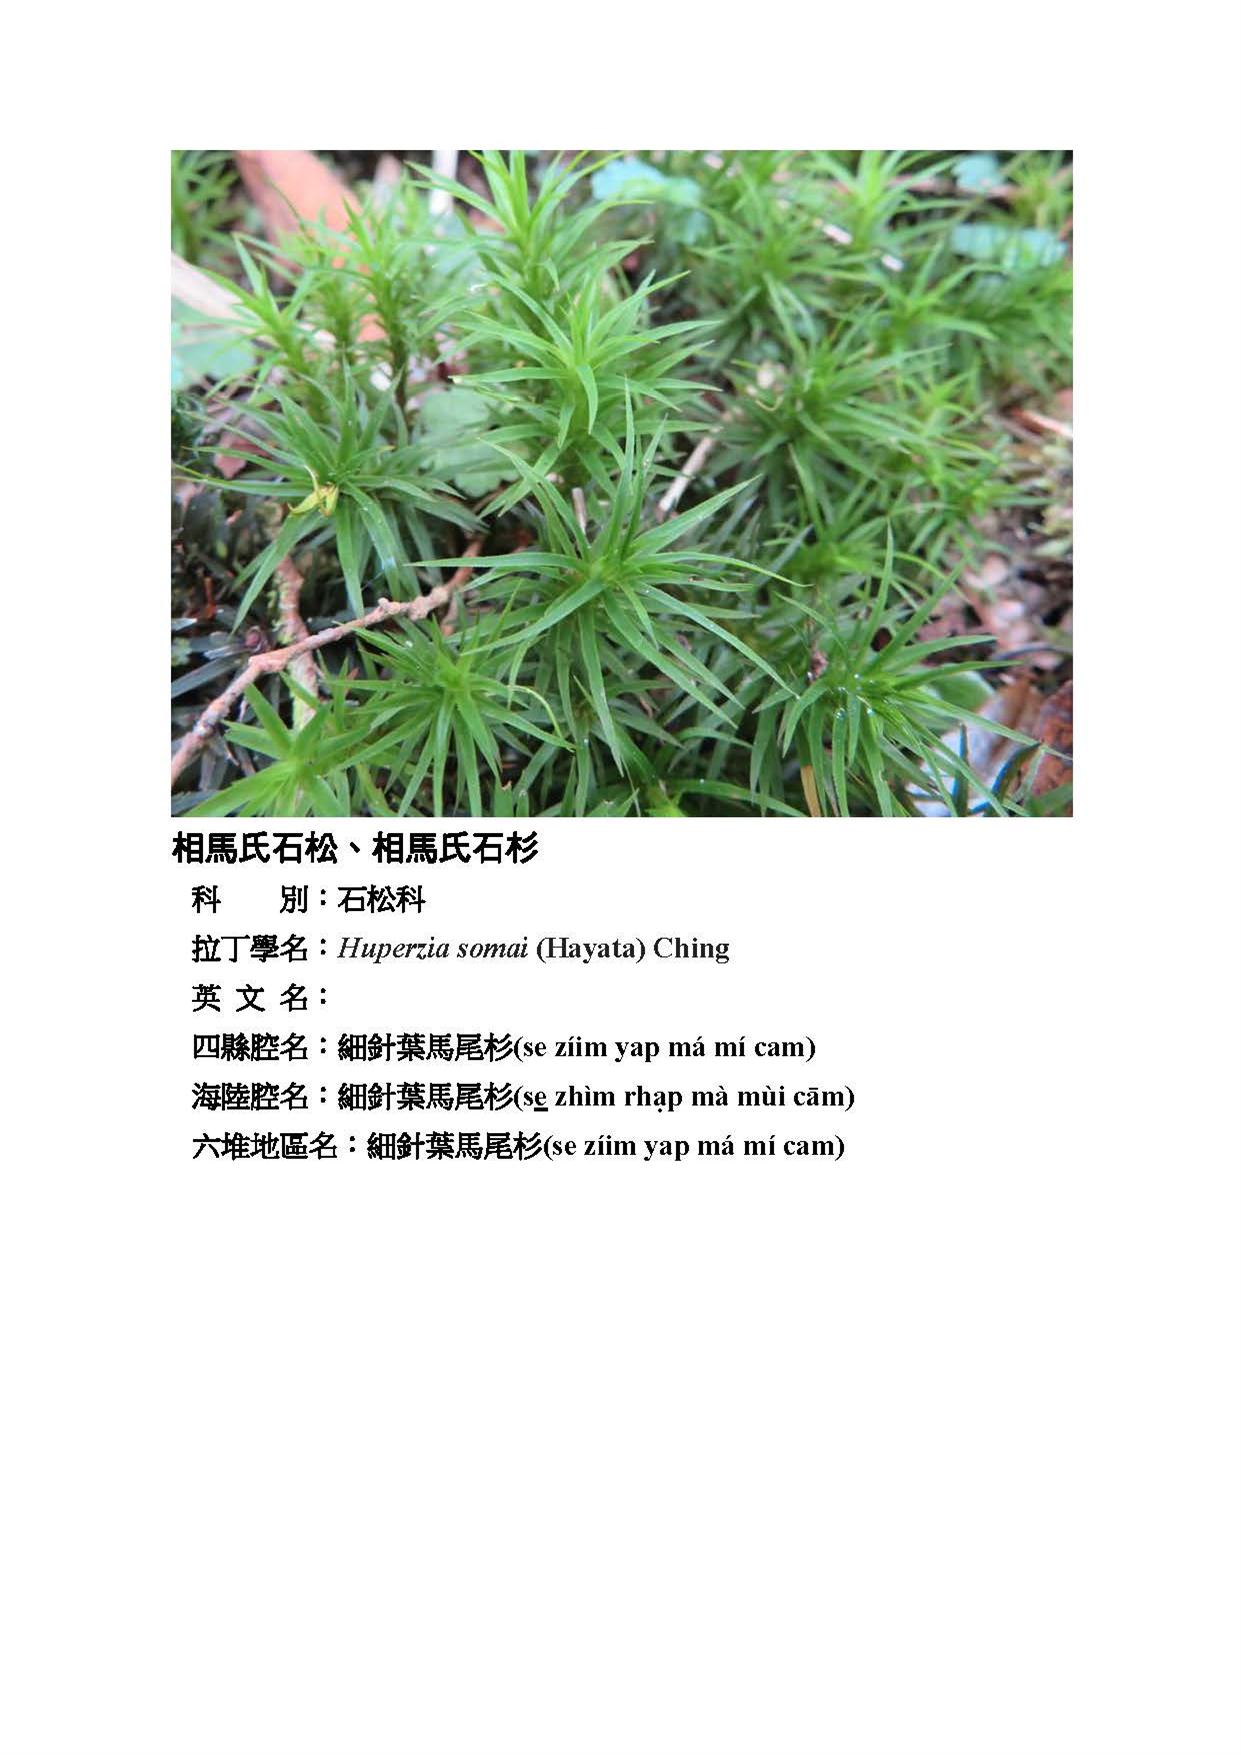 相馬氏石松、相馬氏石杉
科　　別：石松科
拉丁學名：Huperzia somai (Hayata) Ching
英 文 名：
四縣腔名：細針葉馬尾杉(se zíim yap má mí cam)
海陸腔名：細針葉馬尾杉(se̲ zhìm rhạp mà mùi cām)
六堆地區名：細針葉馬尾杉(se zíim yap má mí cam)